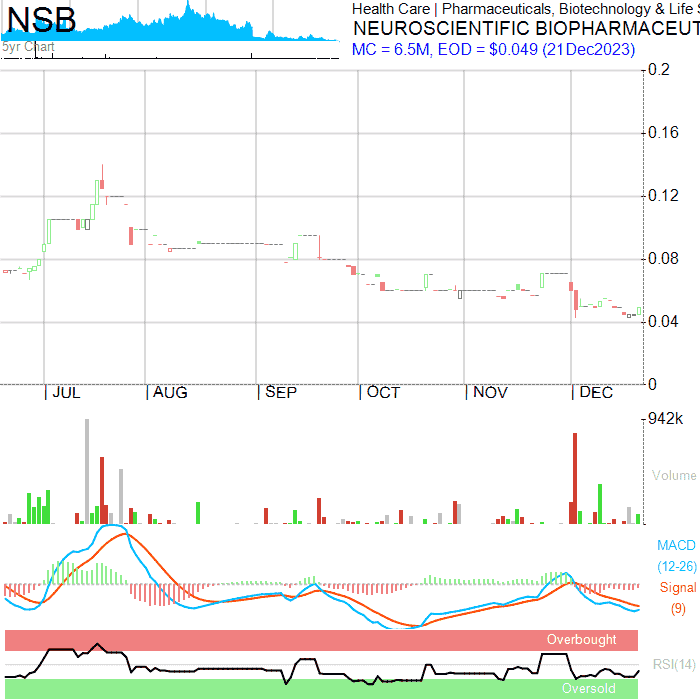 NSB
5yr Chart
Health Care | Pharmaceuticals, Biotechnology & Life
NEUROSCIENTIFIC BIOPHARMACEUT
MC = 6.5M, EOD = $0.049 (21Dec2023)
0.2
0.16
0.12
0.08
0.04
0
JUL AUG SEP OCT NOV DEC
942k
Volume
MACD
(12-26)
Signal
(9)
Overbought
RSI(14)
Oversold